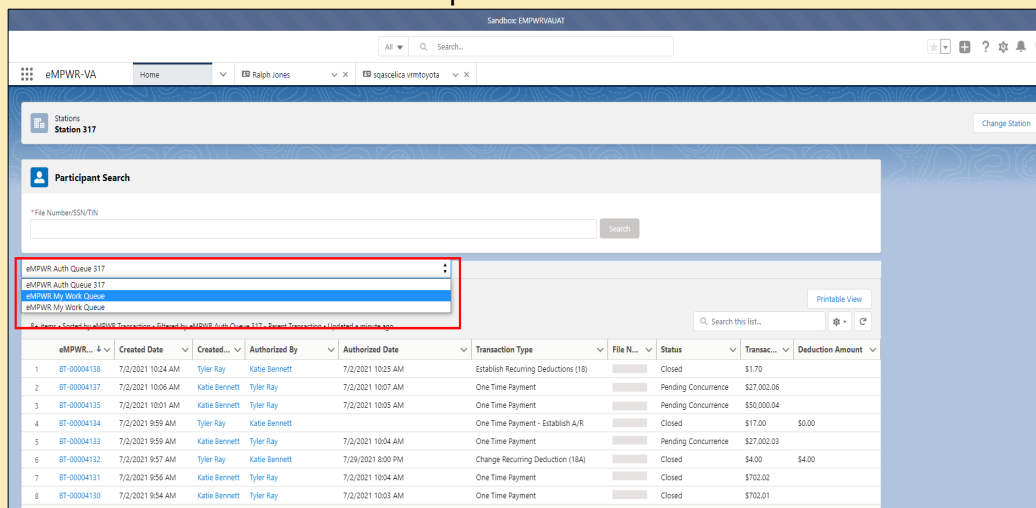 Sandbox: EMPWRVAUAT
All Search...
eMPWR-VA Home Ralph Jones sqascelica vrmtoyota
Stations
Station 317
Change Station
Participant Search
*File Number/SSN/TIN
Search
eMPWR Auth Queue 317
eMPWR Auth Queue 317
eMPWR My Work Queue
eMPWR My Work Queue
Printable View
8+ items • Sorted by eMPWR Transaction • Filtered by eMPWR Auth Queue 317 - Parent Transaction • Updated a minute ago
Search this list...
eMPWR... Created Date Created... Authorized By Authorized Date Transaction Type File N... Status Transac... Deduction Amount
1 BT-00004138 7/2/2021 10:24 AM Tyler Ray Katie Bennett 7/2/2021 10:25 AM Establish Recurring Deductions (18) Closed $1.70
2 BT-00004137 7/2/2021 10:06 AM Katie Bennett Tyler Ray 7/2/2021 10:07 AM One Time Payment Pending Concurrence $27,002.06
3 BT-00004135 7/2/2021 10:01 AM Katie Bennett Tyler Ray 7/2/2021 10:05 AM One Time Payment Pending Concurrence $50,000.04
4 BT-00004134 7/2/2021 9:59 AM Tyler Ray Katie Bennett One Time Payment - Establish A/R Closed $17.00 $0.00
5 BT-00004133 7/2/2021 9:59 AM Katie Bennett Tyler Ray 7/2/2021 10:04 AM One Time Payment Pending Concurrence $27,002.03
6 BT-00004132 7/2/2021 9:57 AM Tyler Ray Katie Bennett 7/29/2021 8:00 PM Change Recurring Deduction (18A) Closed $4.00 $4.00
7 BT-00004131 7/2/2021 9:56 AM Katie Bennett Tyler Ray 7/2/2021 10:04 AM One Time Payment Closed $702.02
8 BT-00004130 7/2/2021 9:54 AM Katie Bennett Tyler Ray 7/2/2021 10:03 AM One Time Payment Closed $702.01